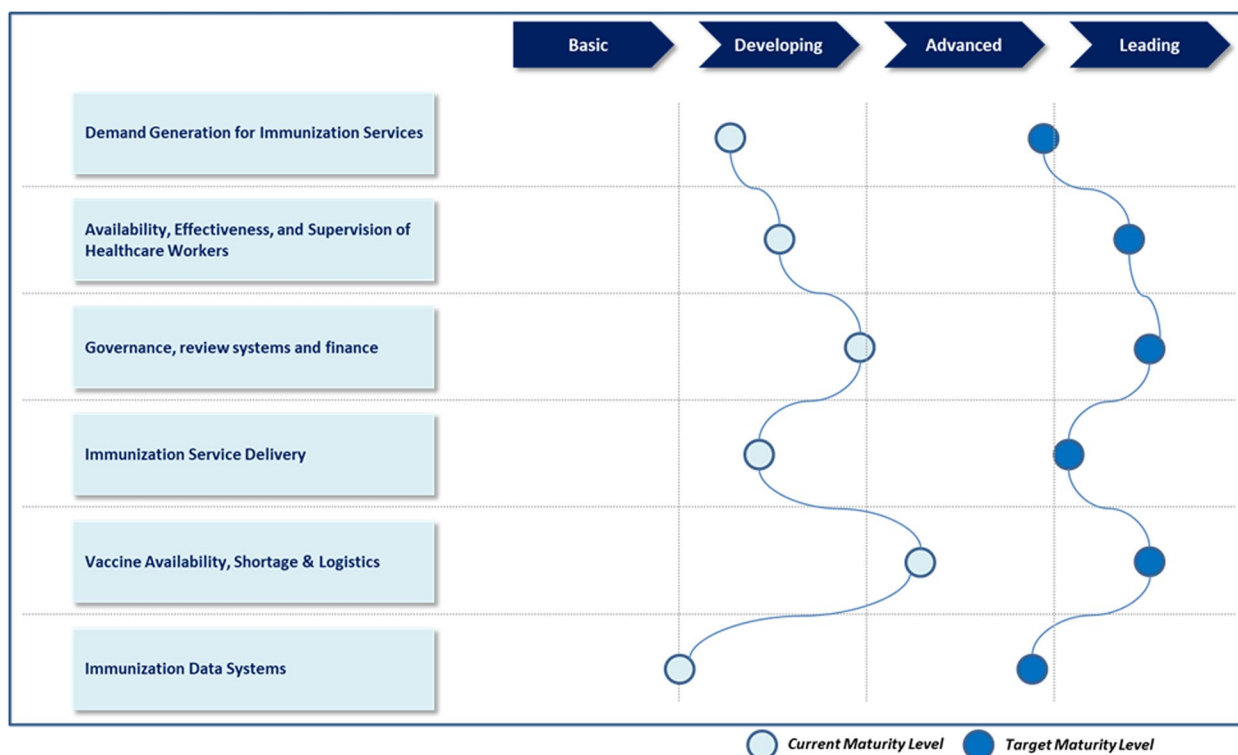 Basic
Developing
Advanced
Leading
Demand Generation for Immunization Services
Availability, Effectiveness, and Supervision of
Healthcare Workers
Governance, review systems and finance
Immunization Service Delivery
Vaccine Availability, Shortage & Logistics
Immunization Data Systems
Current Maturity Level
Target Maturity Level